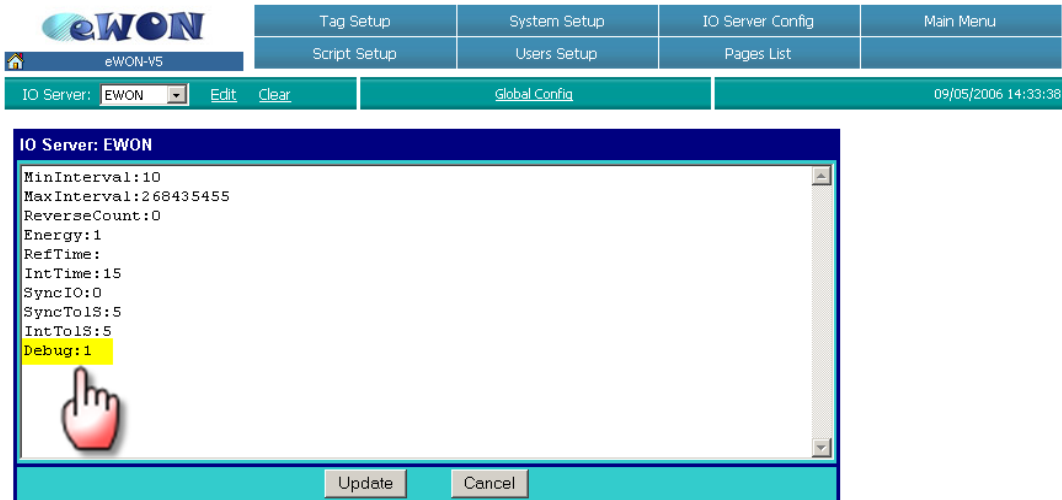 eWON
Tag Setup System Setup IO Server Config Main Menu
eWON-V5
Script Setup Users Setup Pages List
IO Server: EWON Edit Clear Global Config 09/05/2006 14:33:38
IO Server: EWON
MinInterval:10
MaxInterval:268435455
ReverseCount:0
Energy:1
RefTime:
IntTime:15
SyncIO:0
SyncTolS:5
IntTolS:5
Debug:1
Update Cancel